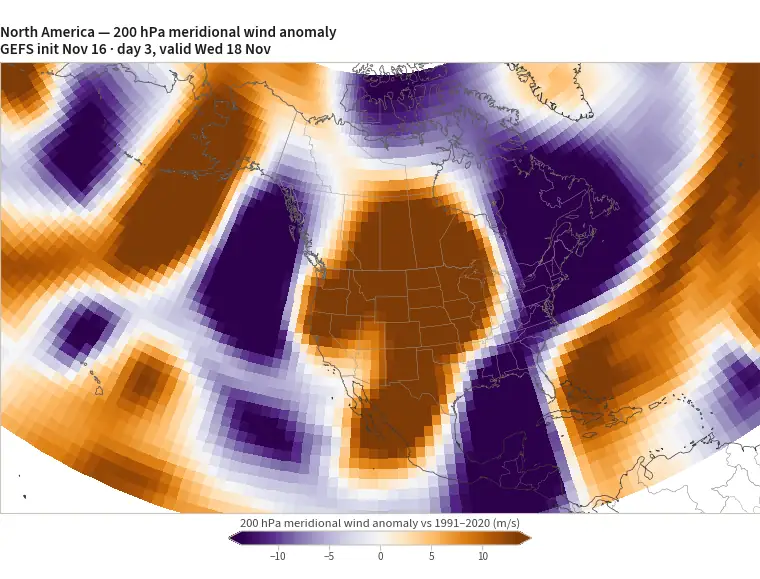 North America — 200 hPa meridional wind anomaly
GEFS init Nov 16 · day 3, valid Wed 18 Nov
200 hPa meridional wind anomaly vs 1991–2020 (m/s)
−10 −5 0 5 10